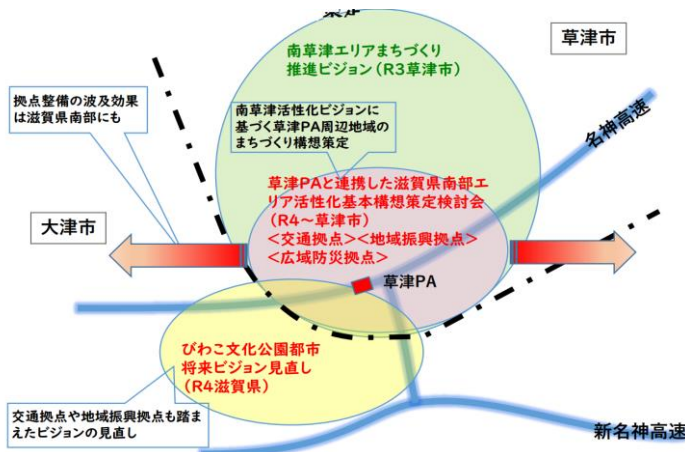 南草津エリアまちづくり
推進ビジョン(R3草津市)
草津市
拠点整備の波及効果
は滋賀県南部にも
南草津活性化ビジョンに
基づく草津PA周辺地域の
まちづくり構想策定
名神高速
草津PAと連携した滋賀県南部エ
リア活性化基本構想策定検討会
(R4~草津市)
<交通拠点><地域振興拠点>
<広域防災拠点>
大津市
草津PA
びわこ文化公園都市
将来ビジョン見直し
(R4滋賀県)
交通拠点や地域振興拠点も踏ま
えたビジョンの見直し
新名神高速